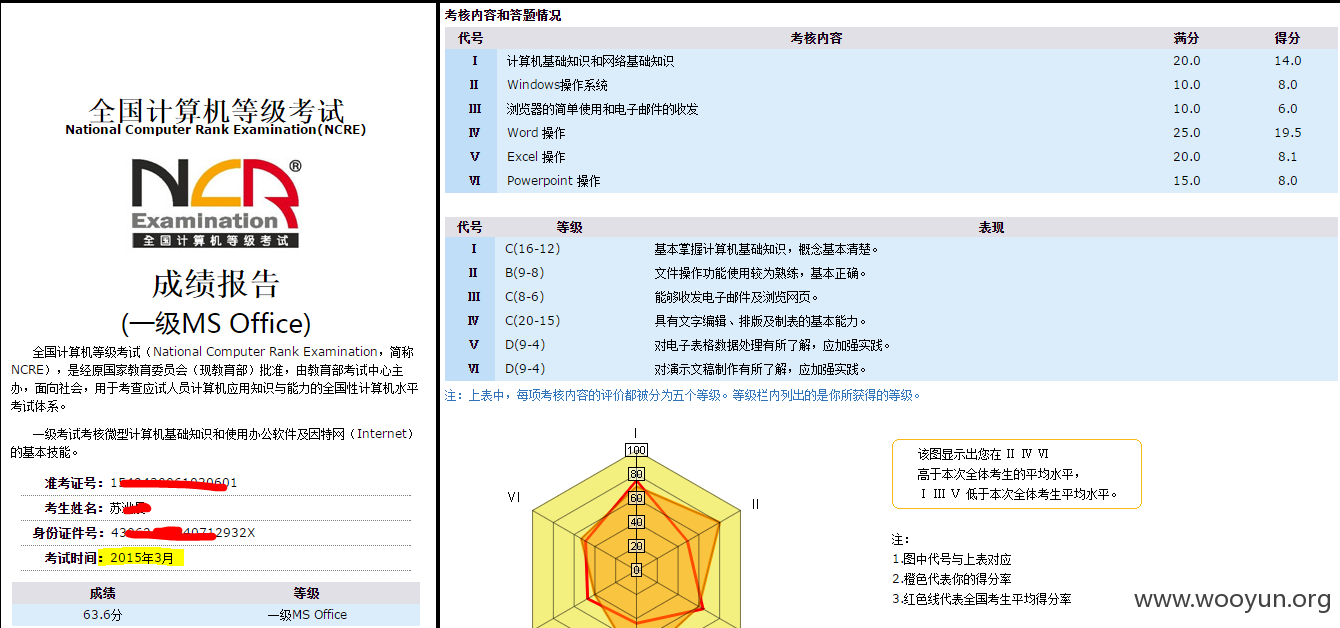 全国计算机等级考试
National Computer Rank Examination(NCRE)
NCR®
Examination
全国计算机等级考试
成绩报告
(一级MS Office)
全国计算机等级考试（National Computer Rank Examination，简称
NCRE），是经原国家教育委员会（现教育部）批准，由教育部考试中心主
办，面向社会，用于考查应试人员计算机应用知识与能力的全国性计算机水平
考试体系。
一级考试考核微型计算机基础知识和使用办公软件及因特网（Internet）
的基本技能。
准考证号：
考生姓名：苏
身份证件号：
考试时间：2015年3月
成绩 等级
63.6分 一级MS Office
考核内容和答题情况
代号 考核内容 满分 得分
I 计算机基础知识和网络基础知识 20.0 14.0
II Windows操作系统 10.0 8.0
III 浏览器的简单使用和电子邮件的收发 10.0 6.0
IV Word 操作 25.0 19.5
V Excel 操作 20.0 8.1
VI Powerpoint 操作 15.0 8.0
代号 等级 表现
I C(16-12) 基本掌握计算机基础知识，概念基本清楚。
II B(9-8) 文件操作功能使用较为熟练，基本正确。
III C(8-6) 能够收发电子邮件及浏览网页。
IV C(20-15) 具有文字编辑、排版及制表的基本能力。
V D(9-4) 对电子表格数据处理有所了解，应加强实践。
VI D(9-4) 对演示文稿制作有所了解，应加强实践。
注：上表中，每项考核内容的评价都被分为五个等级。等级栏内列出的是你所获得的等级。
I
100
80
60
40
20
0
VI
II
该图显示出您在 II IV VI
高于本次全体考生的平均水平，
I III V 低于本次全体考生平均水平。
注：
1.图中代号与上表对应
2.橙色代表你的得分率
3.红色线代表全国考生平均得分率
www.wooyun.org